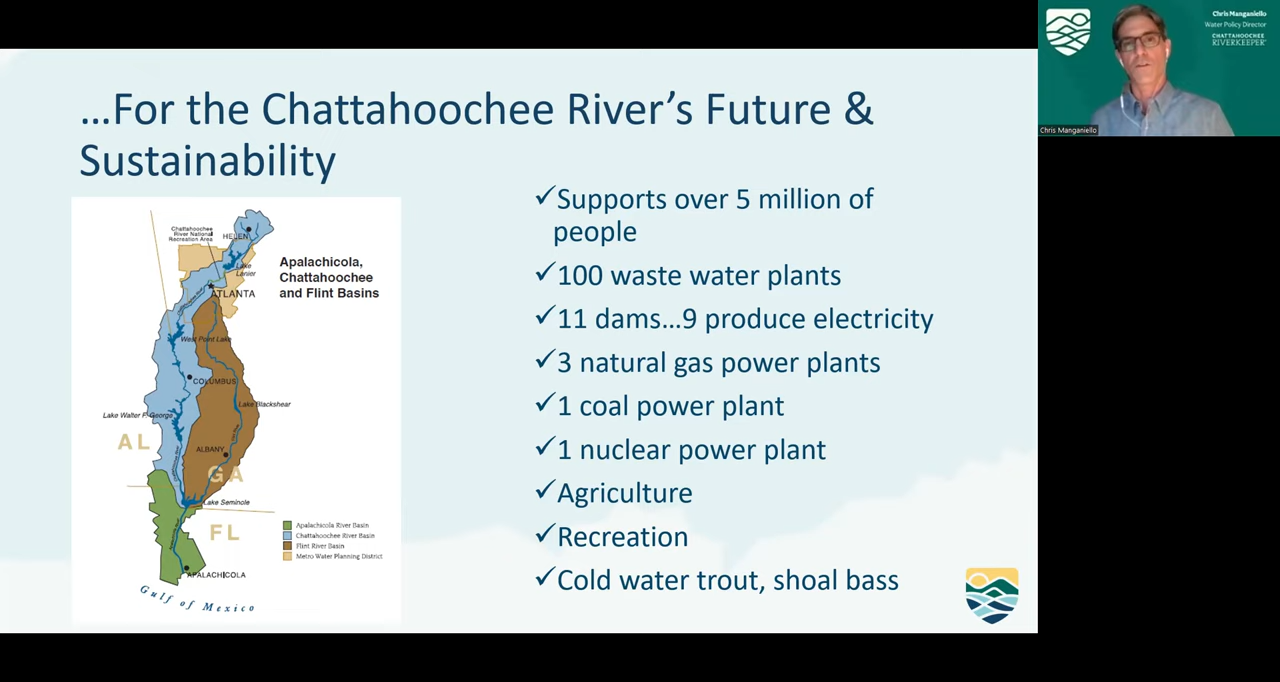 …For the Chattahoochee River’s Future &
Sustainability
Chattahoochee
River National
Recreation Area
HELEN
Lake
Lanier
Apalachicola,
Chattahoochee
and Flint Basins
ATLANTA
West Point Lake
COLUMBUS
Lake Walter F. George
Lake Blackshear
AL
ALBANY
GA
Lake Seminole
FL
Apalachicola River Basin
Chattahoochee River Basin
Flint River Basin
Metro Water Planning District
APALACHICOLA
Gulf of Mexico
✓Supports over 5 million of
people
✓100 waste water plants
✓11 dams…9 produce electricity
✓3 natural gas power plants
✓1 coal power plant
✓1 nuclear power plant
✓Agriculture
✓Recreation
✓Cold water trout, shoal bass
Chris Manganiello
Water Policy Director
CHATTAHOOCHEE
RIVERKEEPER
Chris Manganiello